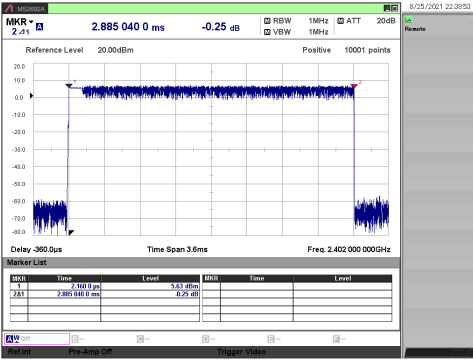 MS2692A
8/25/2021 22:38:53
MKR
2 Δ1
A
2.885 040 0 ms
-0.25 dB
A RBW 1MHz A ATT 20dB
A VBW 1MHz
Remote
Reference Level 20.00dBm Positive 10001 points
20.0
10.0
0.0
-10.0
-20.0
-30.0
-40.0
-50.0
-60.0
-70.0
-80.0
1
2
Delay -360.0µs Time Span 3.6ms Freq. 2.402 000 000GHz
Marker List
MKR Time Level MKR Time Level
1 2.160 0 µs 5.63 dBm
2Δ1 2.885 040 0 ms -0.25 dB
A Off
Ref.Int Pre-Amp Off Trigger Video